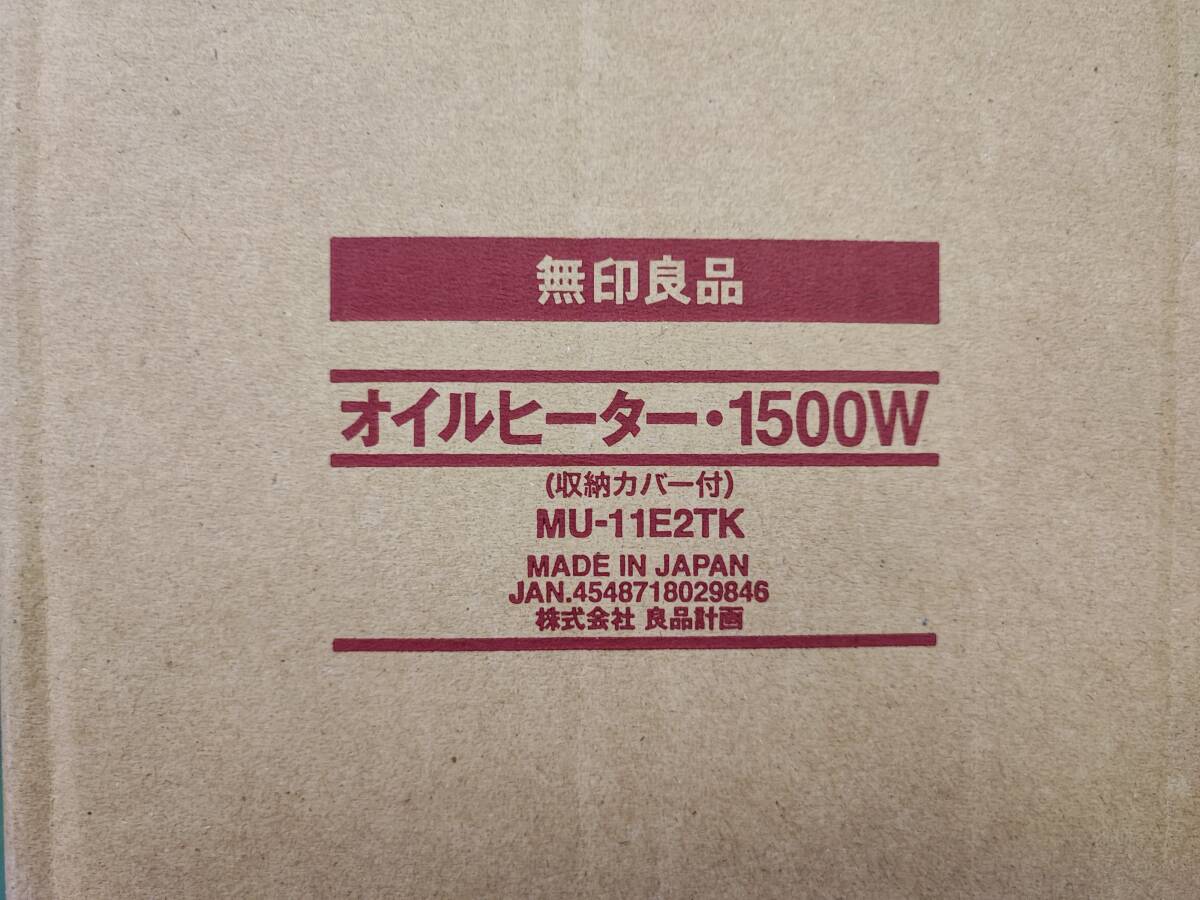 無印良品
オイルヒーター・1500W
(収納カバー付)
MU-11E2TK
MADE IN JAPAN
JAN.4548718029846
株式会社 良品計画